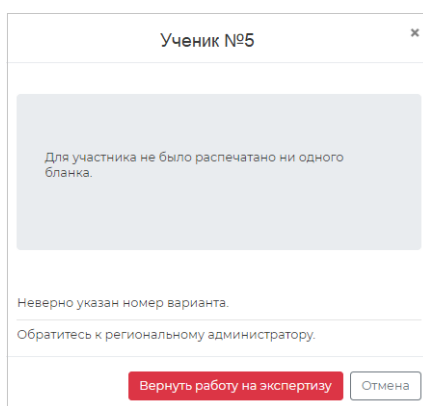 Ученик №5
×
Для участника не было распечатано ни одного
бланка.
Неверно указан номер варианта.
Обратитесь к региональному администратору.
Вернуть работу на экспертизу
Отмена